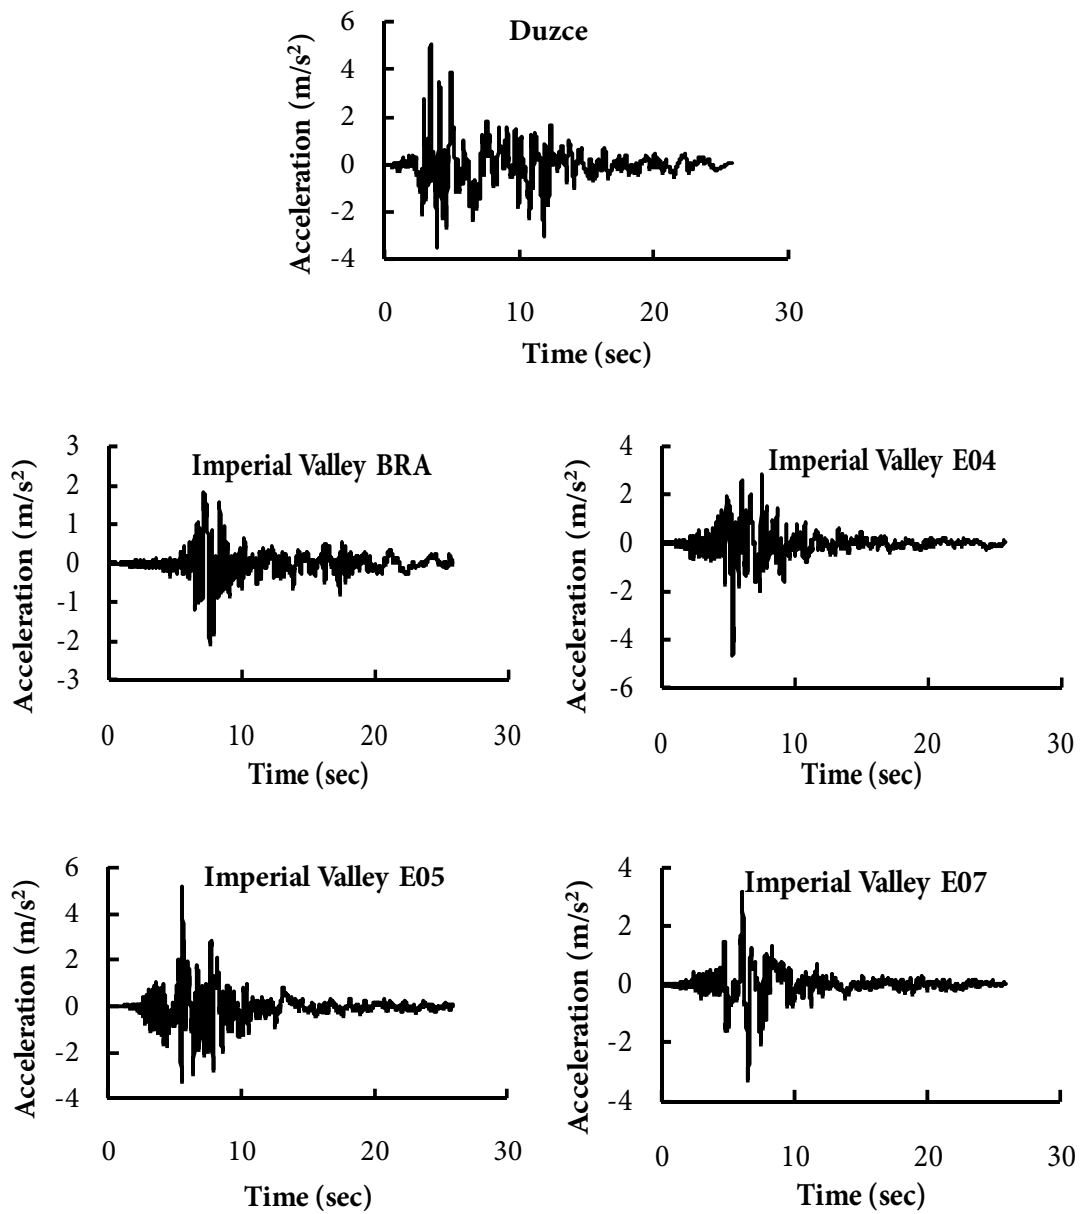 Duzce
Acceleration (m/s²)
6
4
2
0
-2
-4
0 10 20 30
Time (sec)
Imperial Valley BRA
Acceleration (m/s²)
3
2
1
0
-1
-2
-3
0 10 20 30
Time (sec)
Imperial Valley E04
Acceleration (m/s²)
4
2
0
-2
-4
-6
0 10 20 30
Time (sec)
Imperial Valley E05
Acceleration (m/s²)
6
4
2
0
-2
-4
0 10 20 30
Time (sec)
Imperial Valley E07
Acceleration (m/s²)
4
2
0
-2
-4
0 10 20 30
Time (sec)